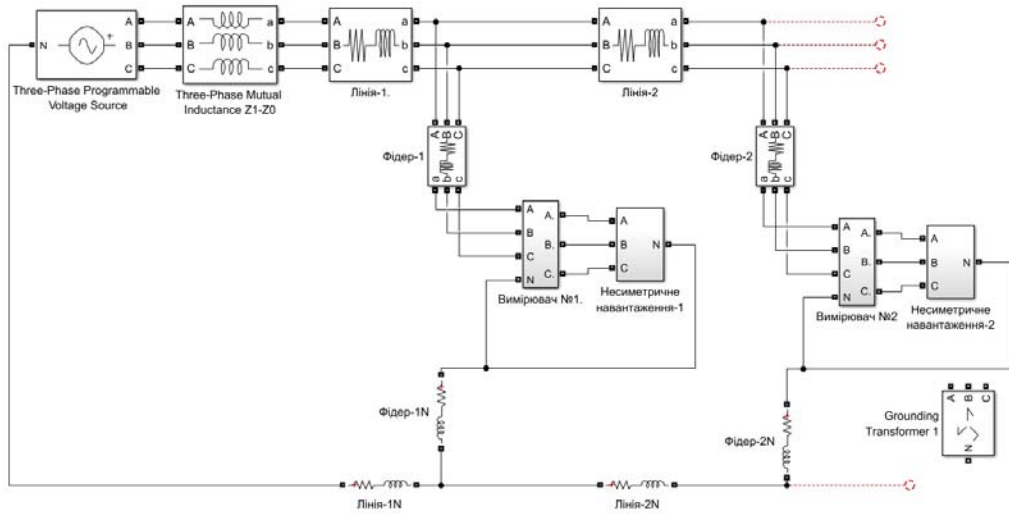 A A a A a A a
N B B b B b B b
C C c C c C c
Three-Phase Programmable
Voltage Source
Three-Phase Mutual
Inductance Z1-Z0
Лінія-1.
Лінія-2
A B C
Фідер-1
a b c
A B C
Фідер-2
a b c
A A. A
B B. B N
C C. C
N
Вимірювач №1.
Несиметричне
навантаження-1
A A. A
B B. B N
C C. C
N
Вимірювач №2
Несиметричне
навантаження-2
Фідер-1N
Фідер-2N
A B C
Grounding
Transformer 1
N
Лінія-1N
Лінія-2N